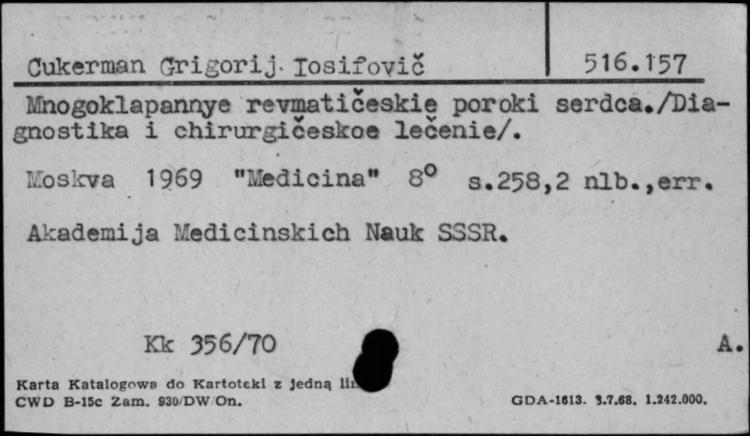 Cukerman Grigorij Iosifovič 516.157
Mnogoklapannye revmatičeskie poroki serdca./Dia-
gnostika i chirurgičeskoe lečenie/.
Moskva 1969 "Medicina" 8° s.258,2 nlb.,err.
Akademija Medicinskich Nauk SSSR.
Kk 356/70 A.
Karta Katalogowa do Kartoteki z jedną
CWD B-15c Zam. 930/DW/On. GDA-1613. 3.7.68. 1.242.000.